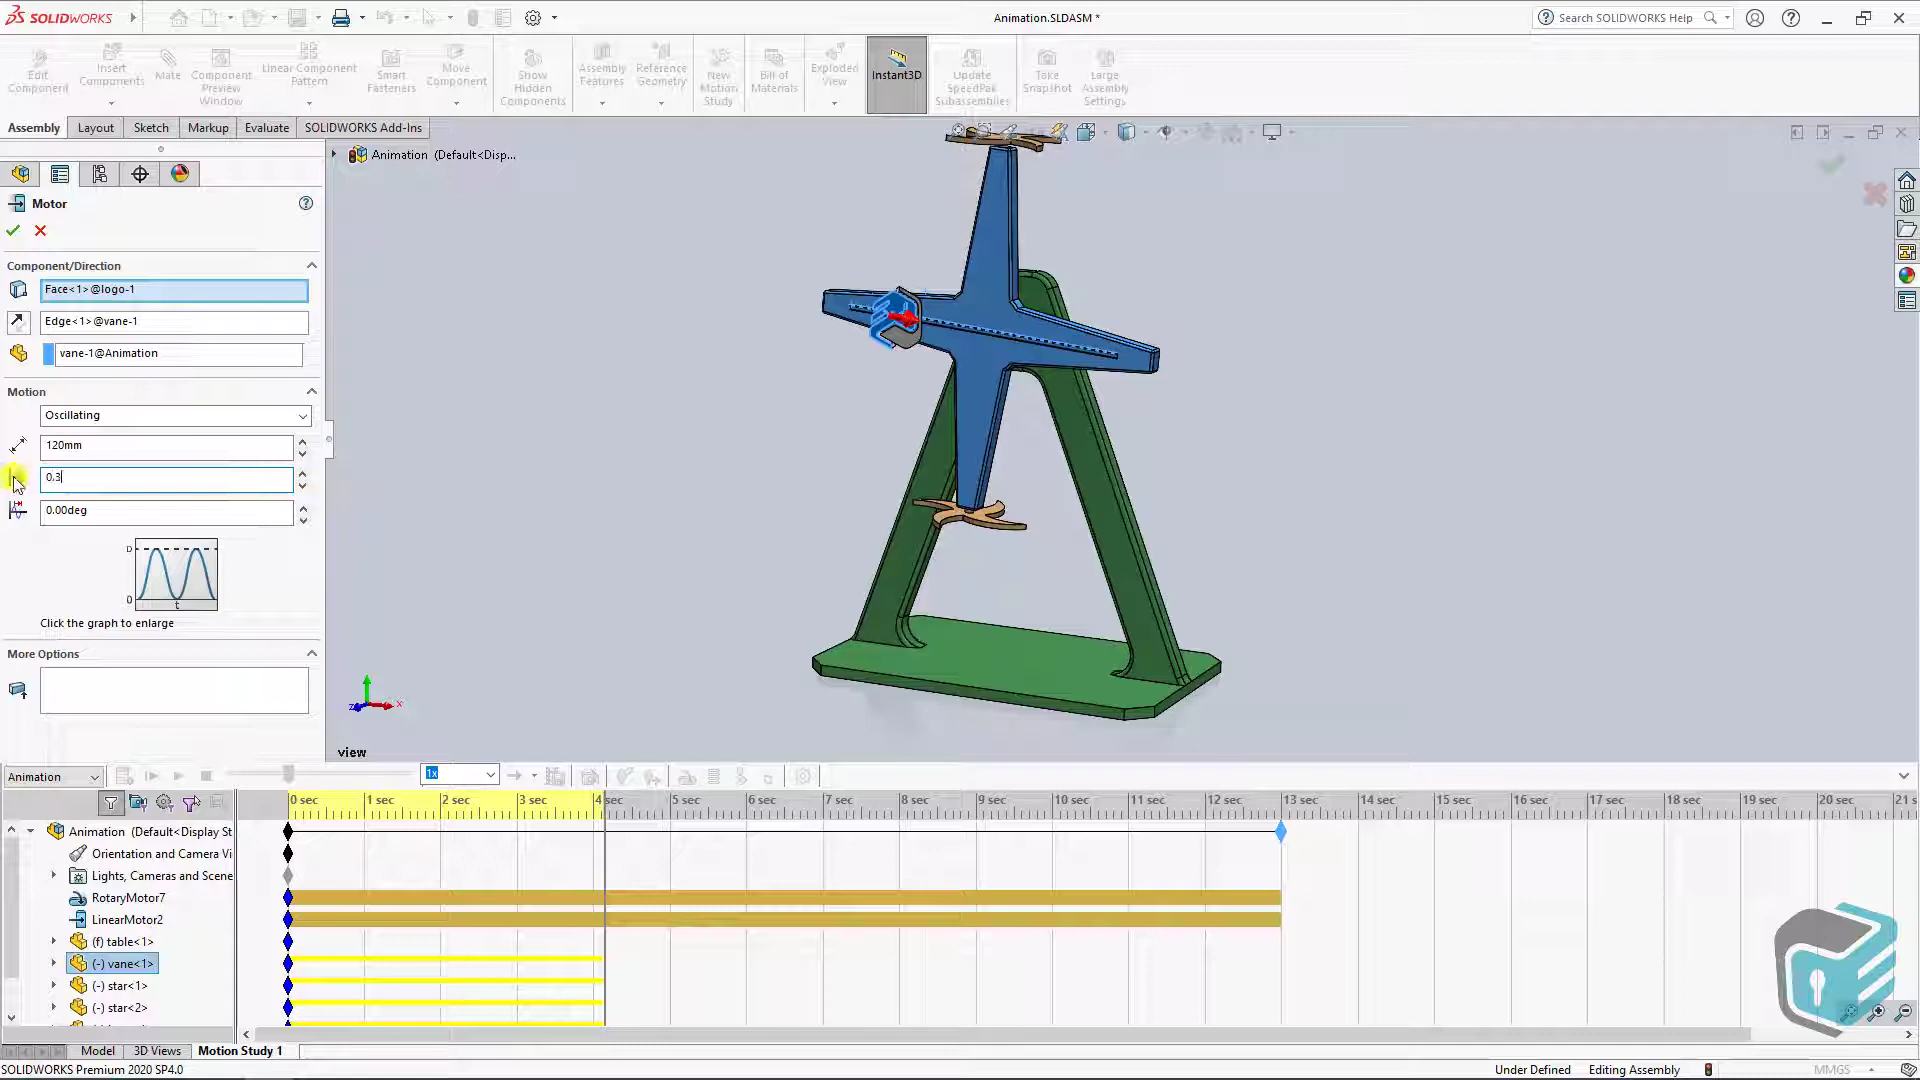 SOLIDWORKS
Animation.SLDASM *
Search SOLIDWORKS Help
Edit Component
Insert Components
Mate
Component Preview Window
Linear Component Pattern
Smart Fasteners
Move Component
Show Hidden Components
Assembly Features
Reference Geometry
New Motion Study
Bill of Materials
Exploded View
Instant3D
Update SpeedPak Subassemblies
Take Snapshot
Large Assembly Settings
Assembly Layout Sketch Markup Evaluate SOLIDWORKS Add-Ins
Animation (Default<Disp...
Motor
Component/Direction
Face<1>@logo-1
Edge<1>@vane-1
vane-1@Animation
Motion
Oscillating
120mm
0.3
0.00deg
D
0
t
Click the graph to enlarge
More Options
x
z
view
Animation
1x
0 sec 1 sec 2 sec 3 sec 4 sec 5 sec 6 sec 7 sec 8 sec 9 sec 10 sec 11 sec 12 sec 13 sec 14 sec 15 sec 16 sec 17 sec 18 sec 19 sec 20 sec 21 s
Animation (Default<Display St
Orientation and Camera Vi
Lights, Cameras and Scene
RotaryMotor7
LinearMotor2
(f) table<1>
(-) vane<1>
(-) star<1>
(-) star<2>
Model 3D Views Motion Study 1
SOLIDWORKS Premium 2020 SP4.0
Under Defined Editing Assembly MMGS